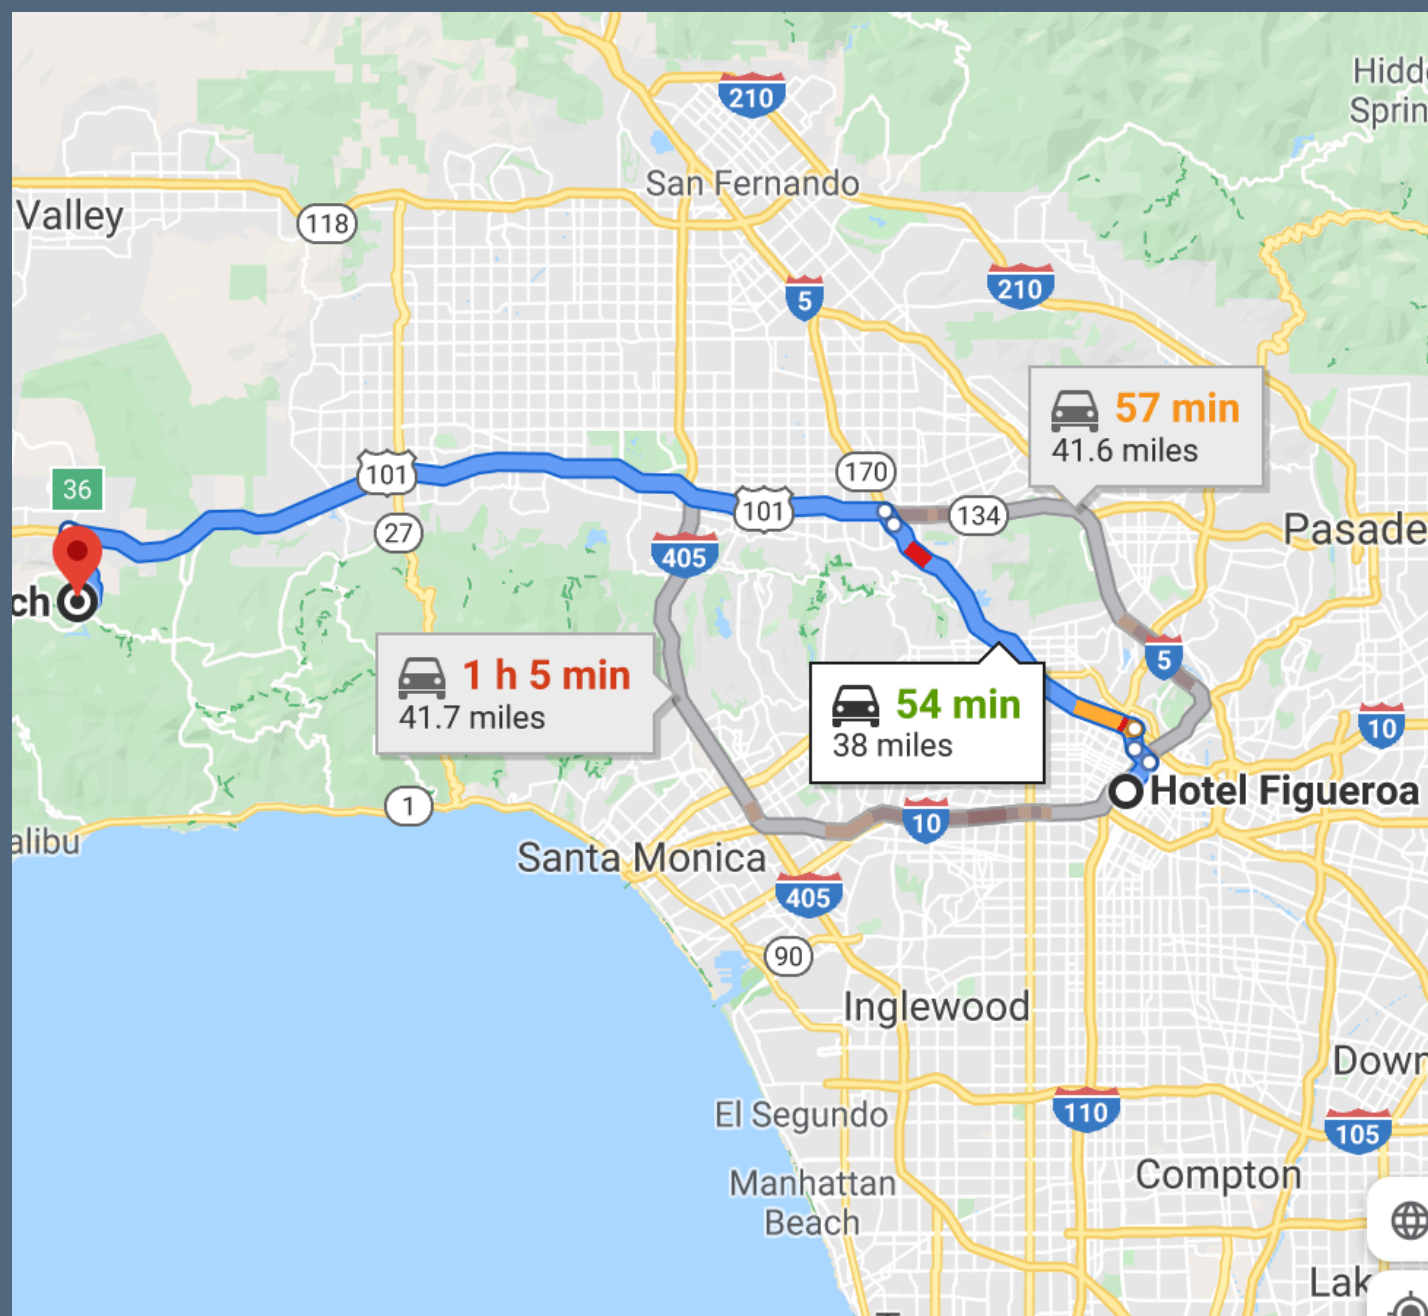 Hidd
Sprin
210
San Fernando
Valley
118
210
5
57 min
41.6 miles
170
101
36
101
134
Pasade
27
405
ch
5
1 h 5 min
41.7 miles
54 min
38 miles
10
Hotel Figueroa
1
10
alibu
Santa Monica
405
90
Inglewood
Down
El Segundo
110
105
Manhattan
Beach
Compton
Lak